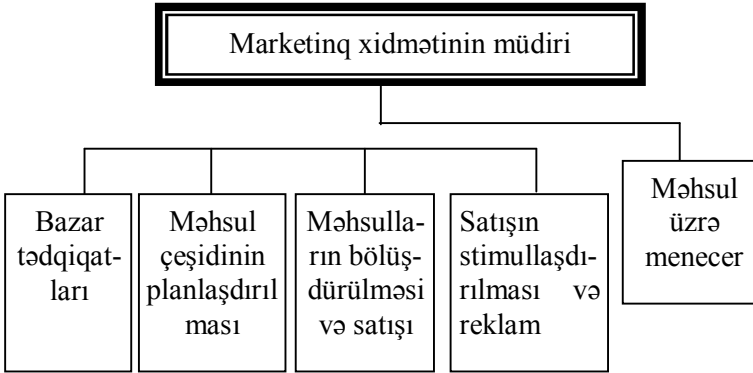 Marketinq xidmətinin müdiri
Bazar
tədqiqat-
ları
Məhsul
çeşidinin
planlaşdırıl
ması
Məhsulla-
rın bölüş-
dürülməsi
və satışı
Satışın
stimullaşdı-
rılması və
reklam
Məhsul
üzrə
menecer